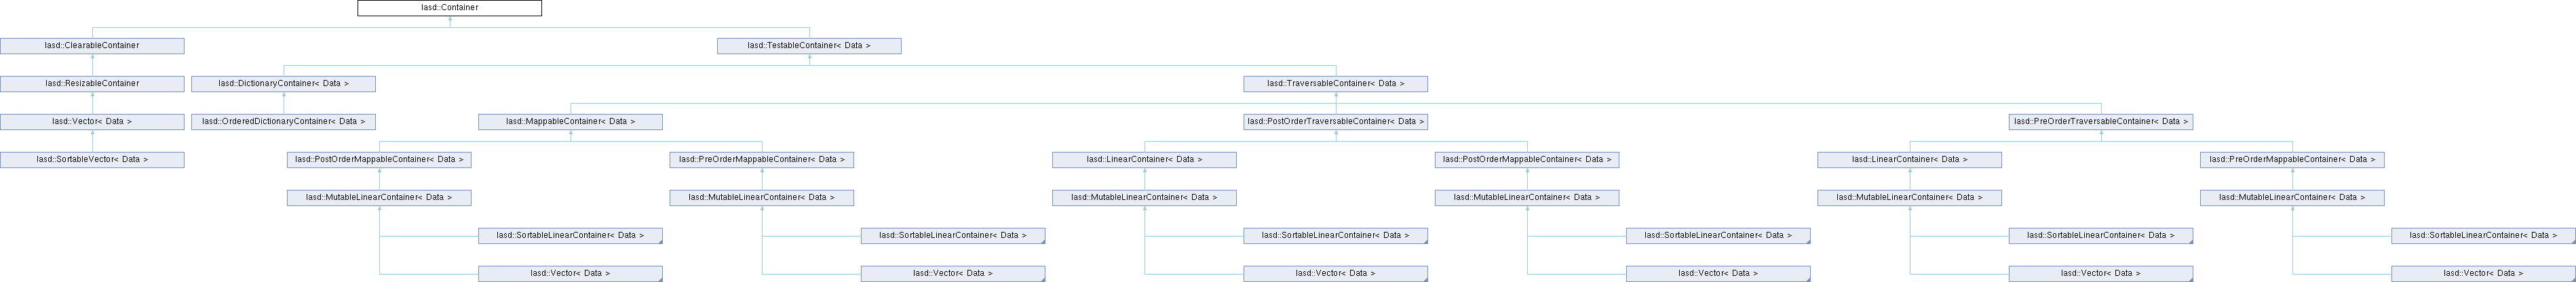 lasd::Container
lasd::ClearableContainer
lasd::TestableContainer< Data >
lasd::ResizableContainer
lasd::DictionaryContainer< Data >
lasd::TraversableContainer< Data >
lasd::Vector< Data >
lasd::OrderedDictionaryContainer< Data >
lasd::MappableContainer< Data >
lasd::PostOrderTraversableContainer< Data >
lasd::PreOrderTraversableContainer< Data >
lasd::SortableVector< Data >
lasd::PostOrderMappableContainer< Data >
lasd::PreOrderMappableContainer< Data >
lasd::LinearContainer< Data >
lasd::PostOrderMappableContainer< Data >
lasd::LinearContainer< Data >
lasd::PreOrderMappableContainer< Data >
lasd::MutableLinearContainer< Data >
lasd::MutableLinearContainer< Data >
lasd::MutableLinearContainer< Data >
lasd::MutableLinearContainer< Data >
lasd::MutableLinearContainer< Data >
lasd::MutableLinearContainer< Data >
lasd::SortableLinearContainer< Data >
lasd::SortableLinearContainer< Data >
lasd::SortableLinearContainer< Data >
lasd::SortableLinearContainer< Data >
lasd::SortableLinearContainer< Data >
lasd::SortableLinearContainer< Data >
lasd::Vector< Data >
lasd::Vector< Data >
lasd::Vector< Data >
lasd::Vector< Data >
lasd::Vector< Data >
lasd::Vector< Data >